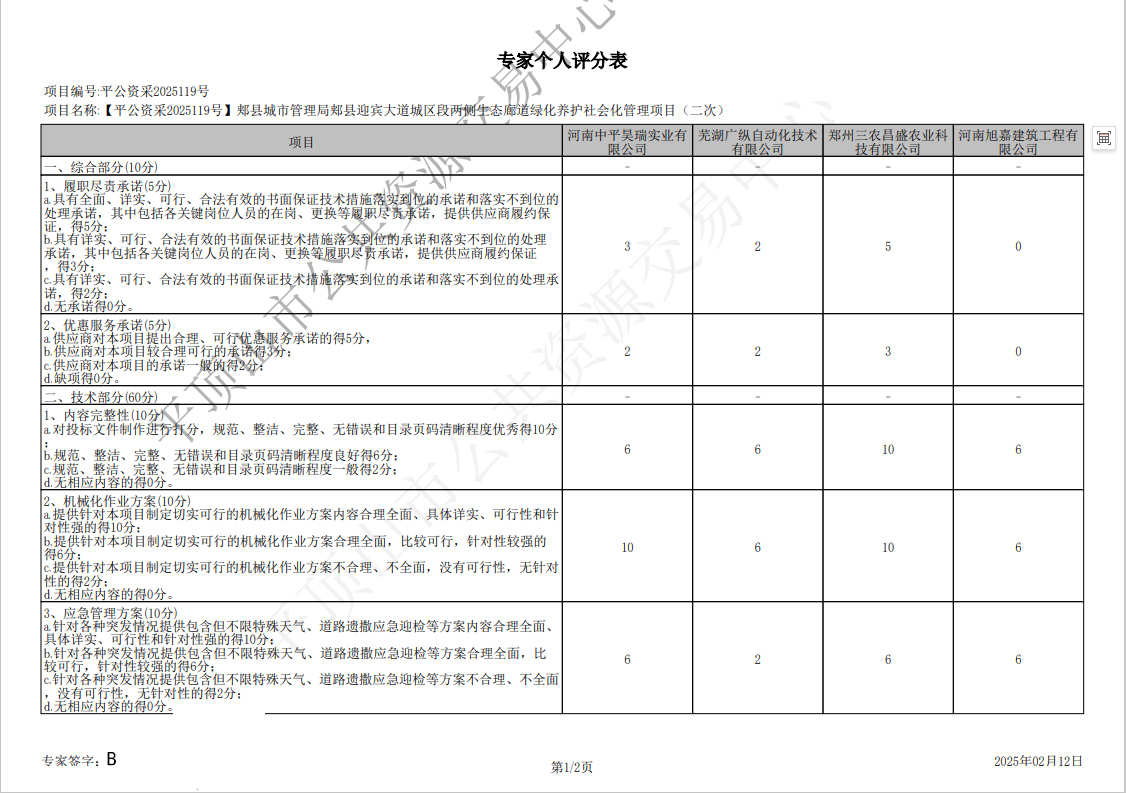 专家个人评分表
项目编号:平公资采2025119号
项目名称:【平公资采2025119号】郏县城市管理局郏县迎宾大道城区段两侧生态廊道绿化养护社会化管理项目（二次）
项目 河南中平昊瑞实业有限公司 芜湖广纵自动化技术有限公司 郑州三农昌盛农业科技有限公司 河南旭嘉建筑工程有限公司
一、综合部分(10分) - - - -
1、履职尽责承诺(5分)
a.具有全面、详实、可行、合法有效的书面保证技术措施落实到位的承诺和落实不到位的
处理承诺，其中包括各关键岗位人员的在岗、更换等履职尽责承诺，提供供应商履约保
证，得5分；
b.具有详实、可行、合法有效的书面保证技术措施落实到位的承诺和落实不到位的处理
承诺，其中包括各关键岗位人员的在岗、更换等履职尽责承诺，提供供应商履约保证
，得3分；
c.具有详实、可行、合法有效的书面保证技术措施落实到位的承诺和落实不到位的处理承
诺，得2分；
d.无承诺得0分。
3 2 5 0
2、优惠服务承诺(5分)
a.供应商对本项目提出合理、可行优惠服务承诺的得5分，
b.供应商对本项目较合理可行的承诺得3分；
c.供应商对本项目的承诺一般的得2分；
d.缺项得0分。
2 2 3 0
二、技术部分(60分) - - - -
1、内容完整性(10分)
a.对投标文件制作进行打分，规范、整洁、完整、无错误和目录页码清晰程度优秀得10分
；
b.规范、整洁、完整、无错误和目录页码清晰程度良好得6分；
c.规范、整洁、完整、无错误和目录页码清晰程度一般得2分；
d.无相应内容的得0分。
6 6 10 6
2、机械化作业方案(10分)
a.提供针对本项目制定切实可行的机械化作业方案内容合理全面、具体详实、可行性和针
对性强的得10分；
b.提供针对本项目制定切实可行的机械化作业方案合理全面，比较可行，针对性较强的
得6分；
c.提供针对本项目制定切实可行的机械化作业方案不合理、不全面，没有可行性，无针对
性的得2分；
d.无相应内容的得0分。
10 6 10 6
3、应急管理方案(10分)
a.针对各种突发情况提供包含但不限特殊天气、道路遗撒应急迎检等方案内容合理全面、
具体详实、可行性和针对性强的得10分；
b.针对各种突发情况提供包含但不限特殊天气、道路遗撒应急迎检等方案合理全面，比
较可行，针对性较强的得6分；
c.针对各种突发情况提供包含但不限特殊天气、道路遗撒应急迎检等方案不合理、不全面
，没有可行性，无针对性的得2分；
d.无相应内容的得0分。
6 2 6 6
专家签字：B
第1/2页
2025年02月12日
平顶山市公共资源交易中心
平顶山市公共资源交易中心